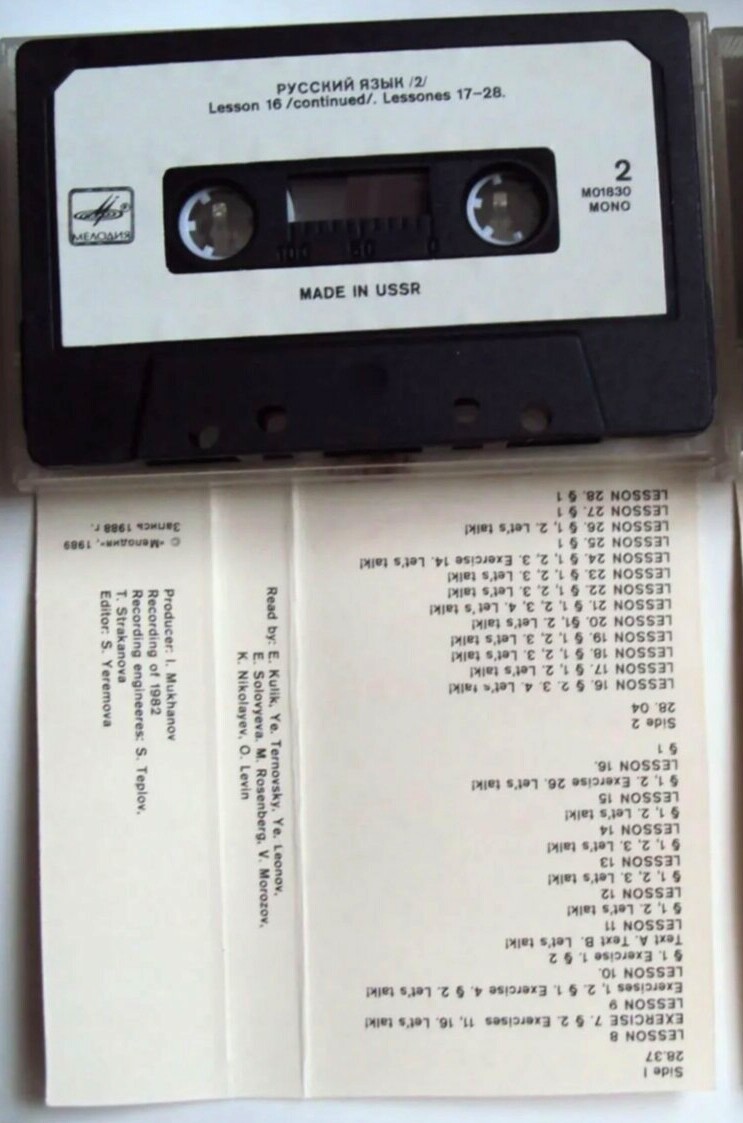 РУССКИЙ ЯЗЫК /2/
Lesson 16 /continued/. Lessones 17–28.
2
М01830
MONO
МЕЛОДИЯ
100 50 0
MADE IN USSR
Side I
28.37
LESSON 8
EXERCISE 7. § 2. Exercises 11, 16. Let's talk!
LESSON 9
Exercises 1, 2. § 1. Exercise 4. § 2. Let's talk!
LESSON 10.
§ 1. Exercise 1. § 2
Text A. Text B. Let's talk!
LESSON 11
§ 1, 2. Let's talk!
LESSON 12
§ 1, 2, 3. Let's talk!
LESSON 13
§ 1, 2, 3. Let's talk!
LESSON 14
§ 1, 2. Let's talk!
LESSON 15
§ 1, 2. Exercise 26. Let's talk!
LESSON 16.
§ 1
Side 2
28. 04
LESSON 16. § 2. 3. 4. Let's talk!
LESSON 17. § 1, 2. Let's talk!
LESSON 18. § 1, 2, 3. Let's talk!
LESSON 19. § 1, 2, 3. Let's talk!
LESSON 20. §1, 2. Let's talk!
LESSON 21. § 1, 2, 3, 4. Let's talk!
LESSON 22. § 1, 2, 3. Let's talk!
LESSON 23. § 1, 2, 3. Let's talk!
LESSON 24. § 1, 2, 3. Exercise 14. Let's talk!
LESSON 25. § 1
LESSON 26. § 1, 2. Let's talk!
LESSON 27. § 1
LESSON 28. § 1
Read by: E. Kulik, Ye. Ternovsky, Ye. Leonov,
E. Solovyeva, M. Rosenberg, V. Morozov,
K. Nikolayev, O. Levin
Producer: I. Mukhanov
Recording of 1982
Recording engineeres: S. Teplov,
T. Strakanova
Editor: S. Yeremova
© «Мелодия», 1989
Запись 1988 г.